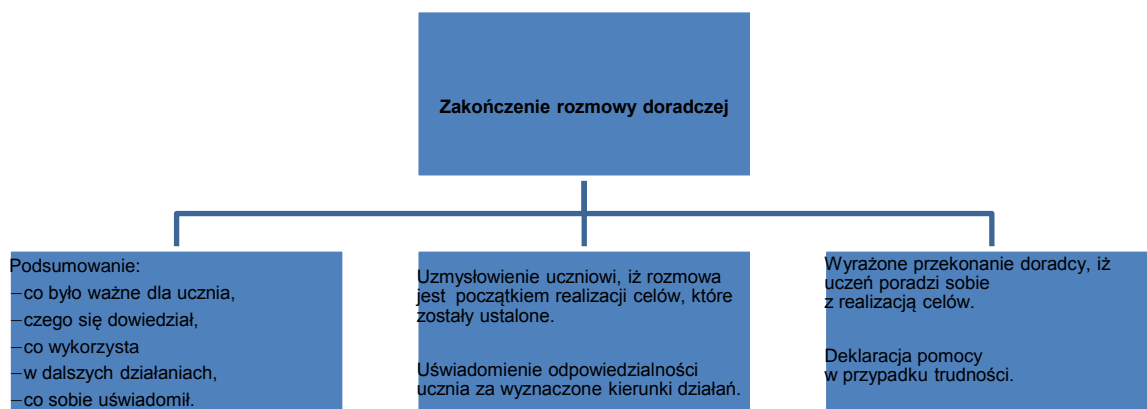 Zakończenie rozmowy doradczej
Podsumowanie:
–co było ważne dla ucznia,
–czego się dowiedział,
–co wykorzysta
–w dalszych działaniach,
–co sobie uświadomił.
Uzmysłowienie uczniowi, iż rozmowa
jest początkiem realizacji celów, które
zostały ustalone.
Uświadomienie odpowiedzialności
ucznia za wyznaczone kierunki działań.
Wyrażone przekonanie doradcy, iż
uczeń poradzi sobie
z realizacją celów.
Deklaracja pomocy
w przypadku trudności.